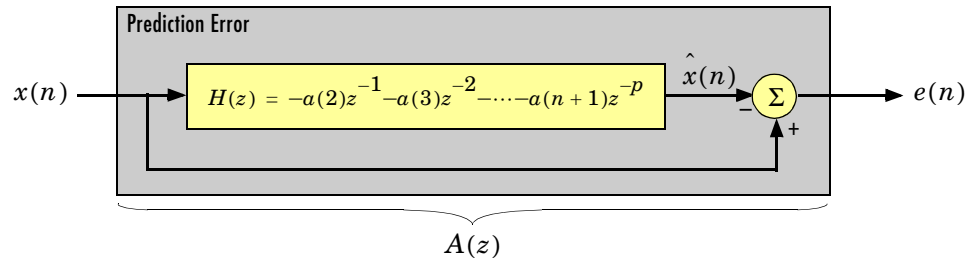 Prediction Error
x(n)
H(z) = −a(2)z^{−1}−a(3)z^{−2}−⋯−a(n+1)z^{−p}
x̂(n)
Σ
e(n)
−
+
A(z)